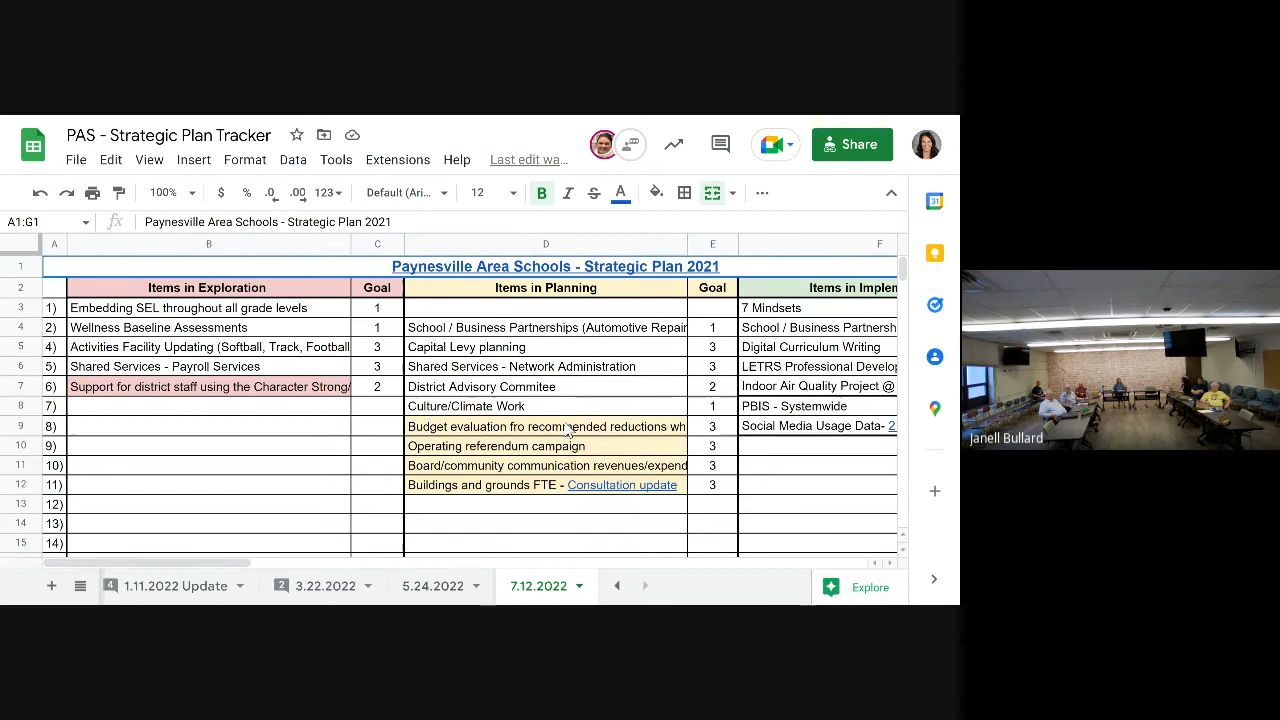 PAS - Strategic Plan Tracker
File Edit View Insert Format Data Tools Extensions Help Last edit wa...
Share
100% $ % .0 .00 123 Default (Ari... 12 B I S A
A1:G1 fx Paynesville Area Schools - Strategic Plan 2021
A B C D E F
1 Paynesville Area Schools - Strategic Plan 2021
2 Items in Exploration Goal Items in Planning Goal Items in Implen
3 1) Embedding SEL throughout all grade levels 1 7 Mindsets
4 2) Wellness Baseline Assessments 1 School / Business Partnerships (Automotive Repair 1 School / Business Partnersh
5 4) Activities Facility Updating (Softball, Track, Football 3 Capital Levy planning 3 Digital Curriculum Writing
6 5) Shared Services - Payroll Services 3 Shared Services - Network Administration 3 LETRS Professional Develop
7 6) Support for district staff using the Character Strong/ 2 District Advisory Commitee 2 Indoor Air Quality Project @
8 7) Culture/Climate Work 1 PBIS - Systemwide
9 8) Budget evaluation fro recommended reductions wh 3 Social Media Usage Data- 2
10 9) Operating referendum campaign 3
11 10) Board/community communication revenues/expend 3
12 11) Buildings and grounds FTE - Consultation update 3
13 12)
14 13)
15 14)
4 1.11.2022 Update 2 3.22.2022 5.24.2022 7.12.2022 Explore
31
Janell Bullard